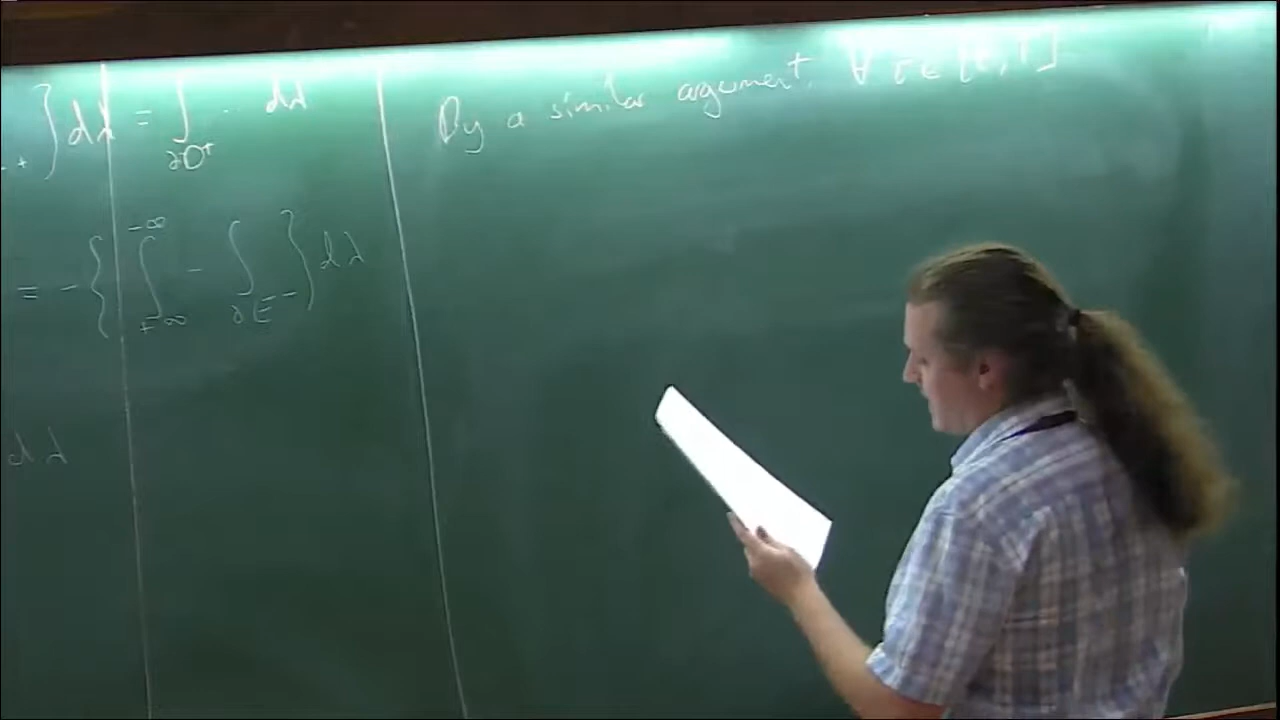 } dλ = ∫_{∂D⁺} .. dλ
= -{ ∫_{+∞}^{-∞} - ∫_{∂E⁻} } dλ
dλ
By a similar argument, ∀ τ ∈ [t, T]